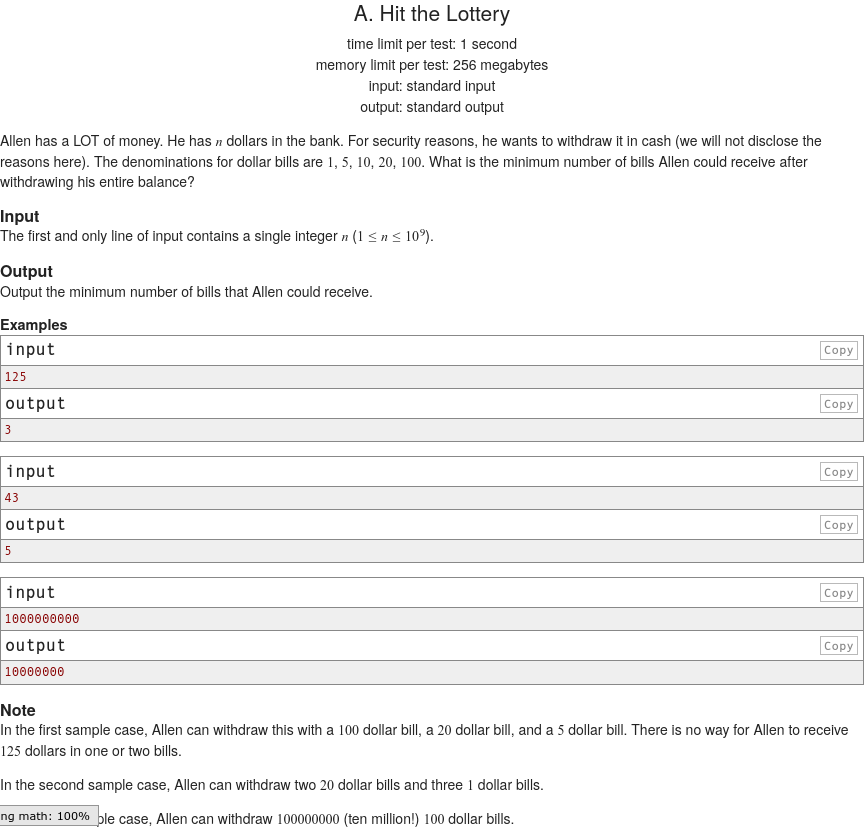 A. Hit the Lottery
time limit per test: 1 second
memory limit per test: 256 megabytes
input: standard input
output: standard output
Allen has a LOT of money. He has n dollars in the bank. For security reasons, he wants to withdraw it in cash (we will not disclose the
reasons here). The denominations for dollar bills are 1, 5, 10, 20, 100. What is the minimum number of bills Allen could receive after
withdrawing his entire balance?
Input
The first and only line of input contains a single integer n (1 ≤ n ≤ 10⁹).
Output
Output the minimum number of bills that Allen could receive.
Examples
input Copy
125
output Copy
3
input Copy
43
output Copy
5
input Copy
1000000000
output Copy
10000000
Note
In the first sample case, Allen can withdraw this with a 100 dollar bill, a 20 dollar bill, and a 5 dollar bill. There is no way for Allen to receive
125 dollars in one or two bills.
In the second sample case, Allen can withdraw two 20 dollar bills and three 1 dollar bills.
ng math: 100% ple case, Allen can withdraw 100000000 (ten million!) 100 dollar bills.